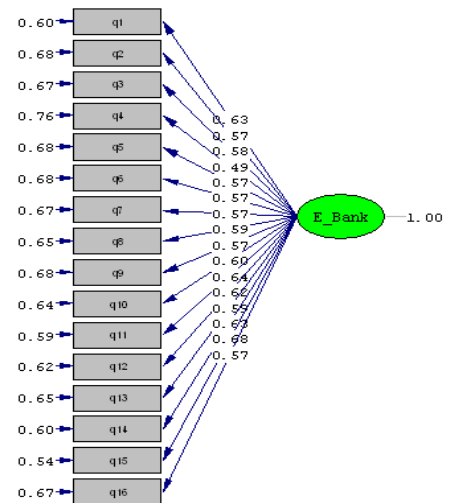 0.60 q1
0.68 q2
0.67 q3
0.76 q4
0.68 q5
0.68 q6
0.67 q7
0.65 q8
0.68 q9
0.64 q10
0.59 q11
0.62 q12
0.65 q13
0.60 q14
0.54 q15
0.67 q16
0.63
0.57
0.58
0.49
0.57
0.57
0.57
0.59
0.57
0.60
0.64
0.62
0.59
0.63
0.68
0.57
E_Bank 1.00